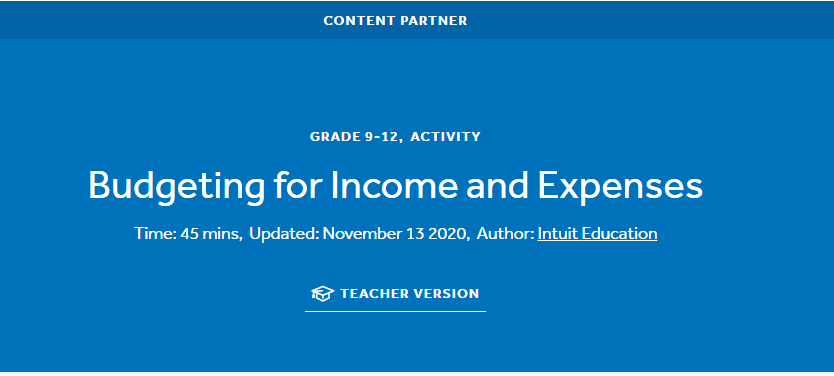 CONTENT PARTNER
GRADE 9-12, ACTIVITY
Budgeting for Income and Expenses
Time: 45 mins, Updated: November 13 2020, Author: Intuit Education
TEACHER VERSION